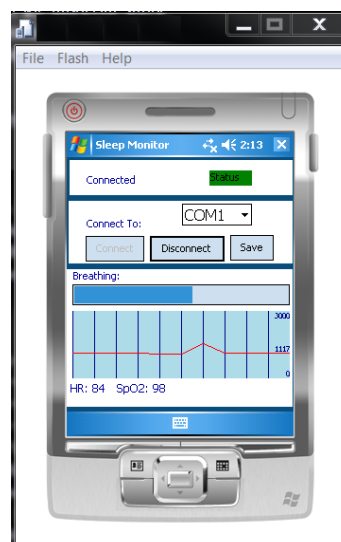 X
File Flash Help
Sleep Monitor 2:13 X
Connected Status
Connect To: COM1
Connect Disconnect Save
Breathing:
3000
1117
0
HR: 84 SpO2: 98